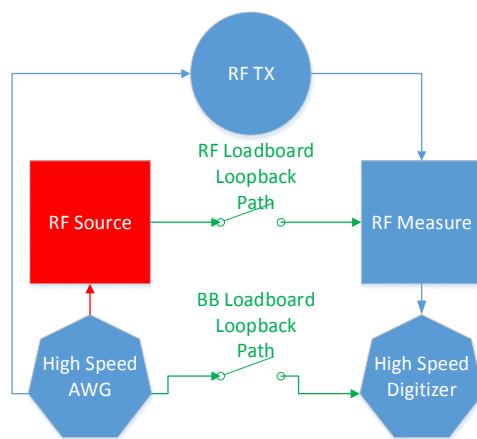 RF TX
RF Loadboard
Loopback
Path
RF Source
RF Measure
BB Loadboard
Loopback
Path
High Speed
AWG
High Speed
Digitizer